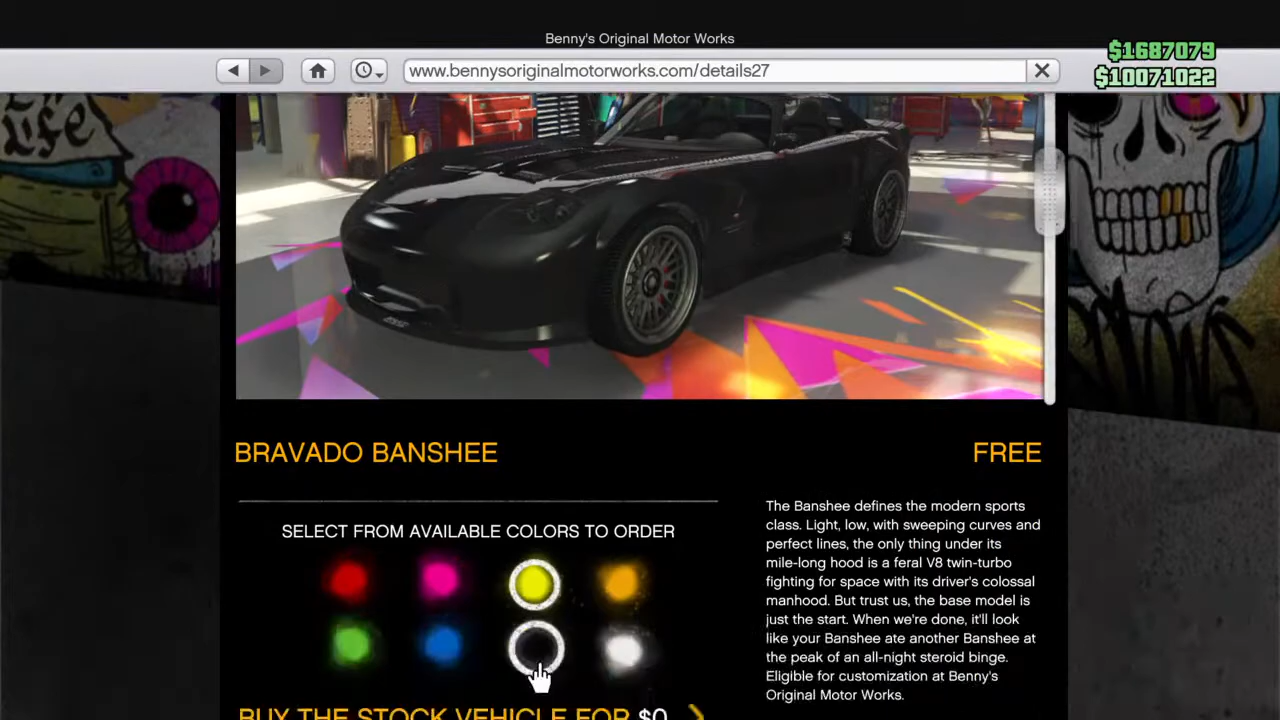 Benny's Original Motor Works
www.bennysoriginalmotorworks.com/details27
$1687079
$10071022
Life
BRAVADO BANSHEE
FREE
SELECT FROM AVAILABLE COLORS TO ORDER
The Banshee defines the modern sports
class. Light, low, with sweeping curves and
perfect lines, the only thing under its
mile-long hood is a feral V8 twin-turbo
fighting for space with its driver's colossal
manhood. But trust us, the base model is
just the start. When we're done, it'll look
like your Banshee ate another Banshee at
the peak of an all-night steroid binge.
Eligible for customization at Benny's
Original Motor Works.
BUY THE STOCK VEHICLE FOR $0